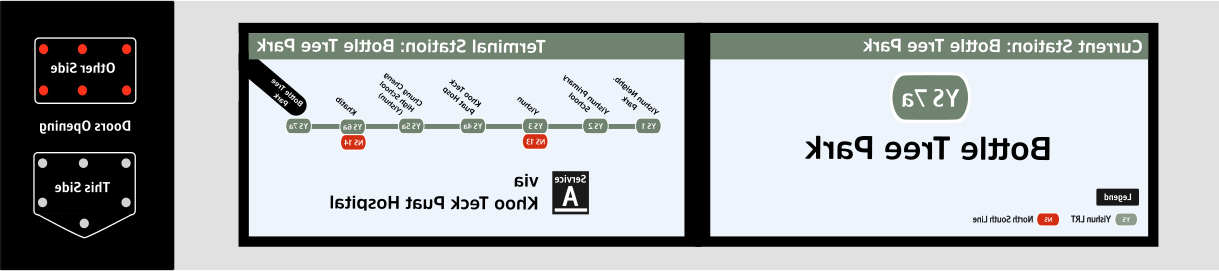 Current Station: Bottle Tree Park
YS 7a
Bottle Tree Park
Legend
YS Yishun LRT NS North South Line
Terminal Station: Bottle Tree Park
Yishun Neighb.
Park
Yishun Primary
School
Yishun
Khoo Teck
Puat Hosp
Chung Cheng
High School
(Yishun)
Khatib
Bottle Tree
Park
YS 1 YS 2 YS 3 YS 4a YS 5a YS 6a YS 7a
NS 13 NS 14
Service
A
via
Khoo Teck Puat Hospital
Other Side
Doors Opening
This Side